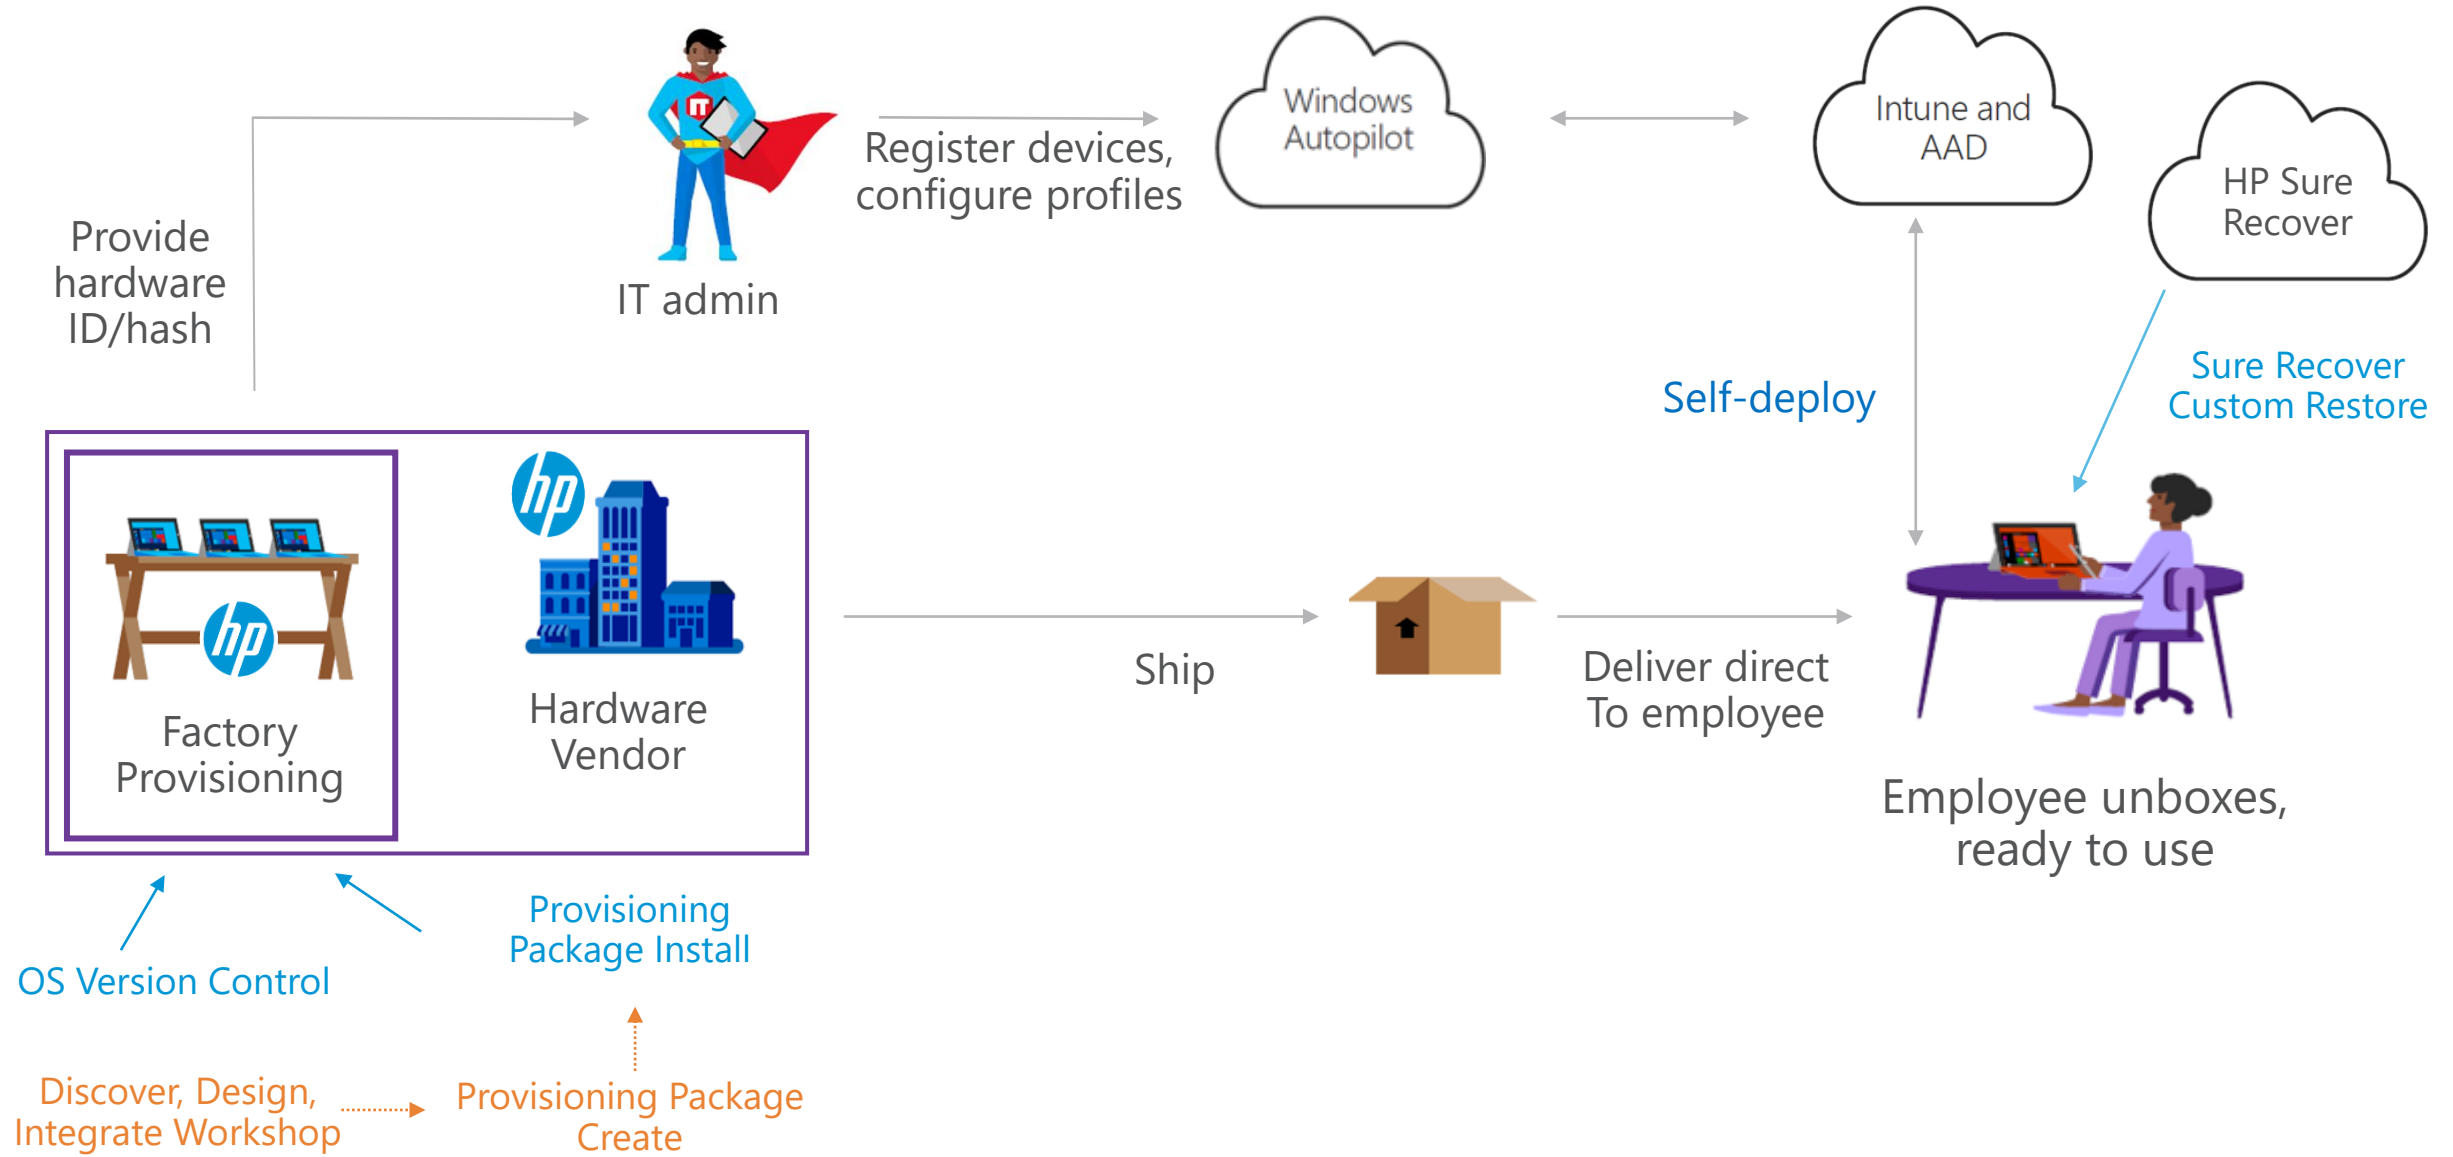 IT
Windows
Autopilot
Intune and
AAD
HP Sure
Recover
Register devices,
configure profiles
Provide
hardware
ID/hash
IT admin
Self-deploy
Sure Recover
Custom Restore
hp
hp
Factory
Provisioning
Hardware
Vendor
Ship
Deliver direct
To employee
Employee unboxes,
ready to use
Provisioning
Package Install
OS Version Control
Discover, Design,
Integrate Workshop
Provisioning Package
Create